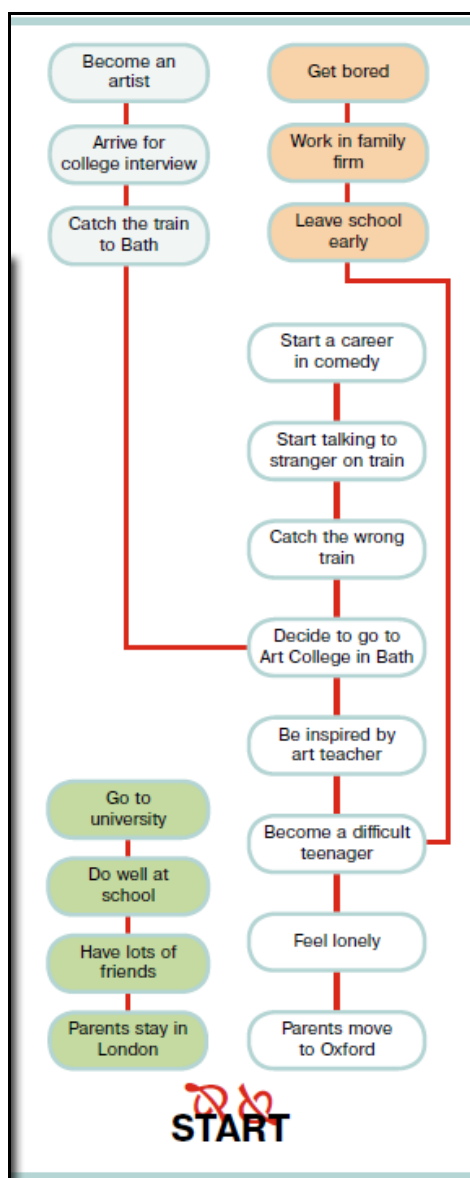 Become an
artist
Get bored
Arrive for
college interview
Work in family
firm
Catch the train
to Bath
Leave school
early
Start a career
in comedy
Start talking to
stranger on train
Catch the wrong
train
Decide to go to
Art College in Bath
Be inspired by
art teacher
Go to
university
Become a difficult
teenager
Do well at
school
Have lots of
friends
Feel lonely
Parents stay in
London
Parents move
to Oxford
START